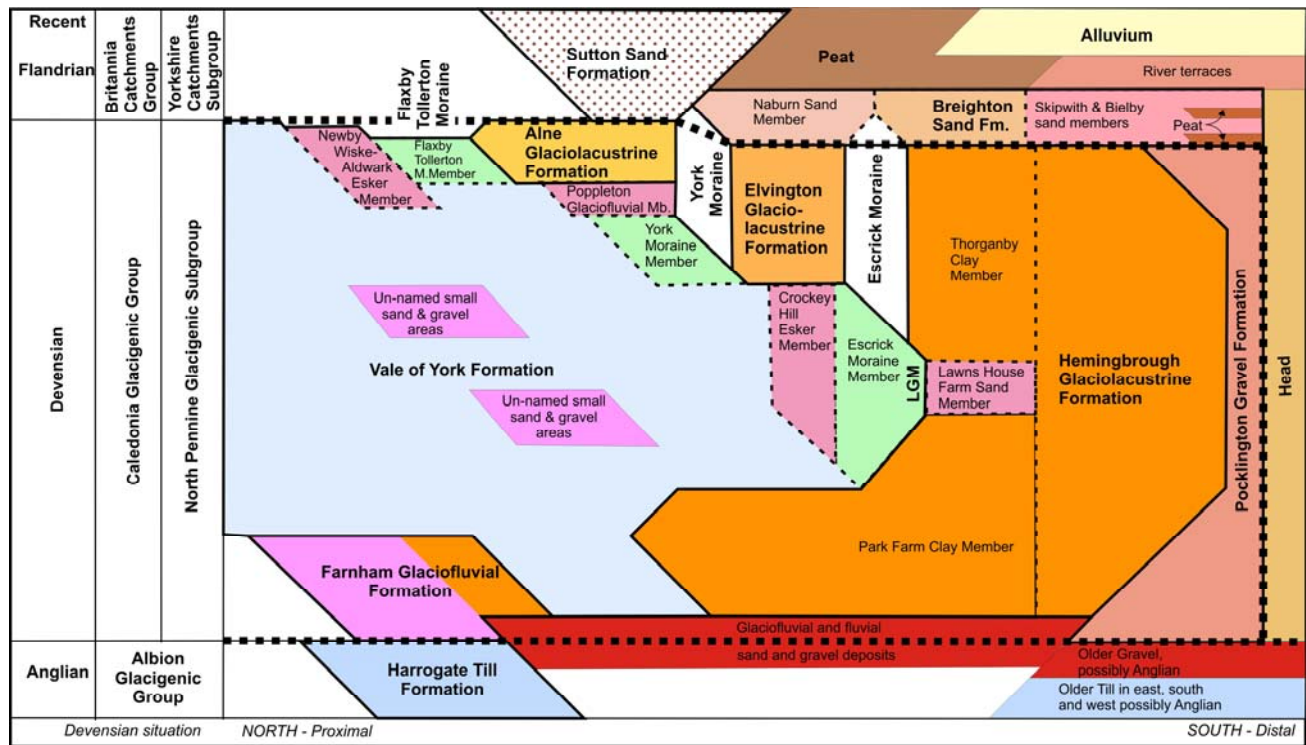 Recent
Flandrian
Britannia
Catchments
Group
Yorkshire
Catchments
Subgroup
Flaxby
Tollerton
Moraine
Sutton Sand
Formation
Peat
Alluvium
River terraces
Naburn Sand
Member
Breighton
Sand Fm.
Skipwith & Bielby
sand members
Peat
Devensian
Caledonia Glacigenic Group
North Pennine Glacigenic Subgroup
Newby
Wiske-
Aldwark
Esker
Member
Flaxby
Tollerton
M.Member
Alne
Glaciolacustrine
Formation
Poppleton
Glaciofluvial Mb.
York
Moraine
Member
York
Moraine
Elvington
Glacio-
lacustrine
Formation
Escrick Moraine
Thorganby
Clay
Member
Un-named small
sand & gravel
areas
Crockey
Hill
Esker
Member
Escrick
Moraine
Member
LGM
Lawns House
Farm Sand
Member
Hemingbrough
Glaciolacustrine
Formation
Pocklington Gravel Formation
Head
Vale of York Formation
Un-named small
sand & gravel
areas
Park Farm Clay Member
Farnham Glaciofluvial
Formation
Glaciofluvial and fluvial
sand and gravel deposits
Anglian
Albion
Glacigenic
Group
Harrogate Till
Formation
Older Gravel,
possibly Anglian
Older Till in east, south
and west possibly Anglian
Devensian situation
NORTH - Proximal
SOUTH - Distal